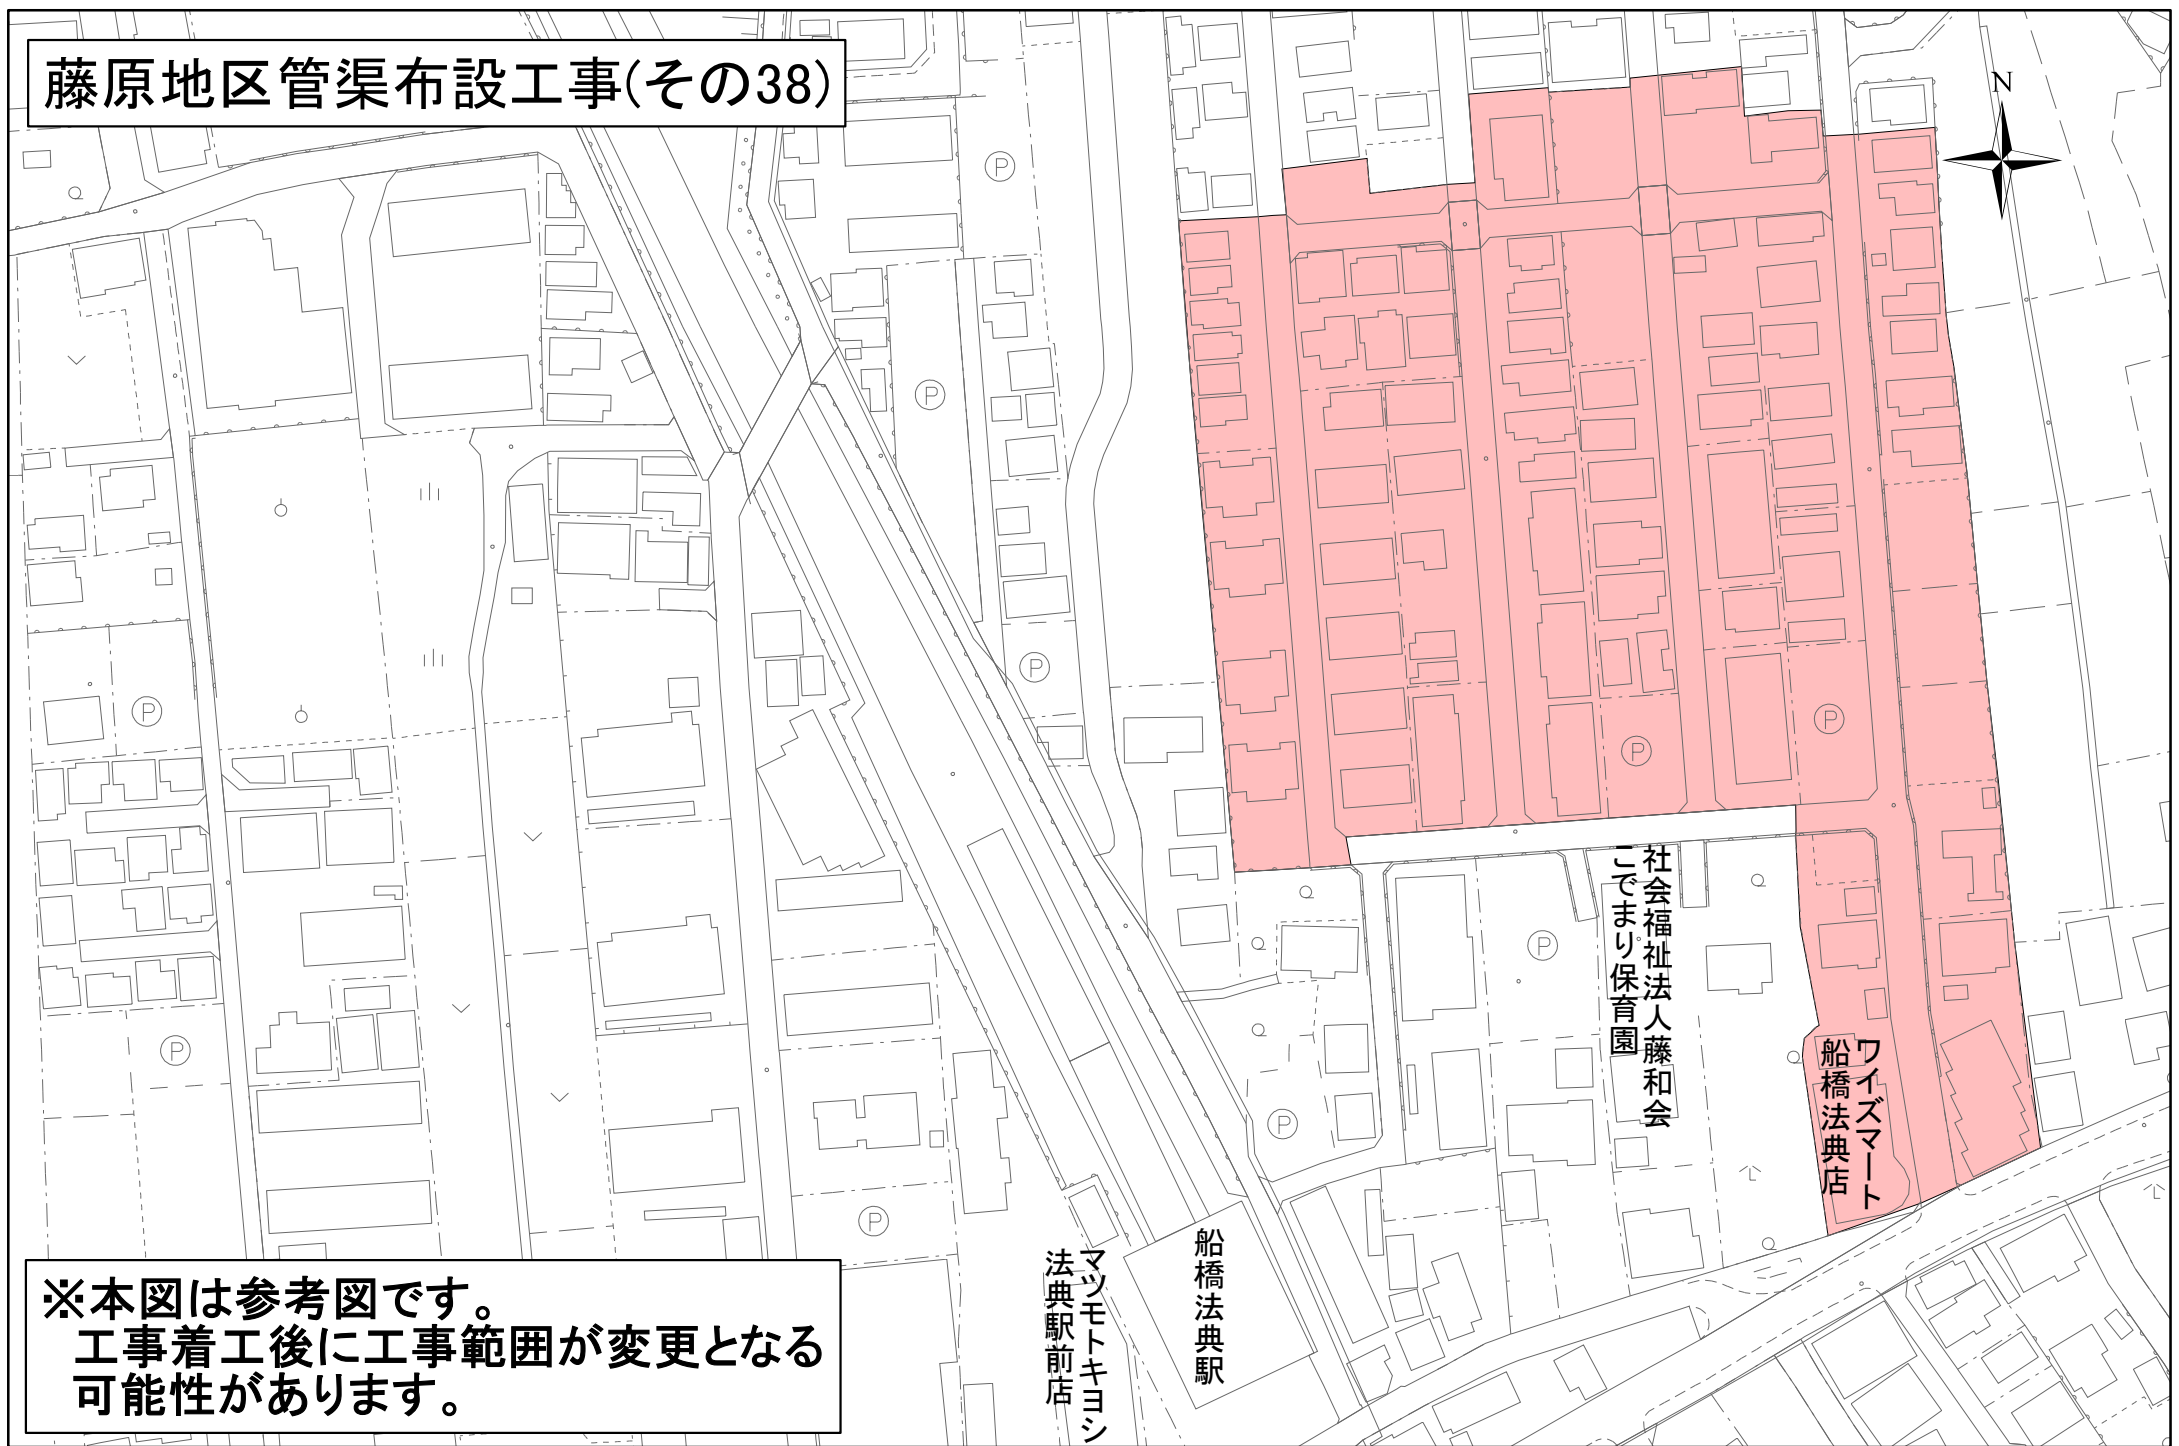 藤原地区管渠布設工事(その38)
N
P
P
P
P
P
P
P
P
P
P
社会福祉法人藤和会
こでまり保育園
ワイズマート
船橋法典店
船橋法典駅
マツモトキヨシ
法典駅前店
※本図は参考図です。
工事着工後に工事範囲が変更となる
可能性があります。